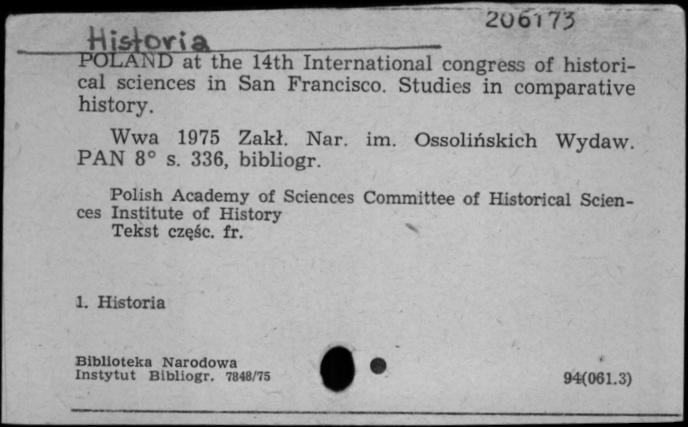 206173
Historia
POLAND at the 14th International congress of histori-
cal sciences in San Francisco. Studies in comparative
history.
Wwa 1975 Zakł. Nar. im. Ossolińskich Wydaw.
PAN 8° s. 336, bibliogr.
Polish Academy of Sciences Committee of Historical Scien-
ces Institute of History
Tekst częśc. fr.
1. Historia
Biblioteka Narodowa
Instytut Bibliogr. 7848/75
94(061.3)